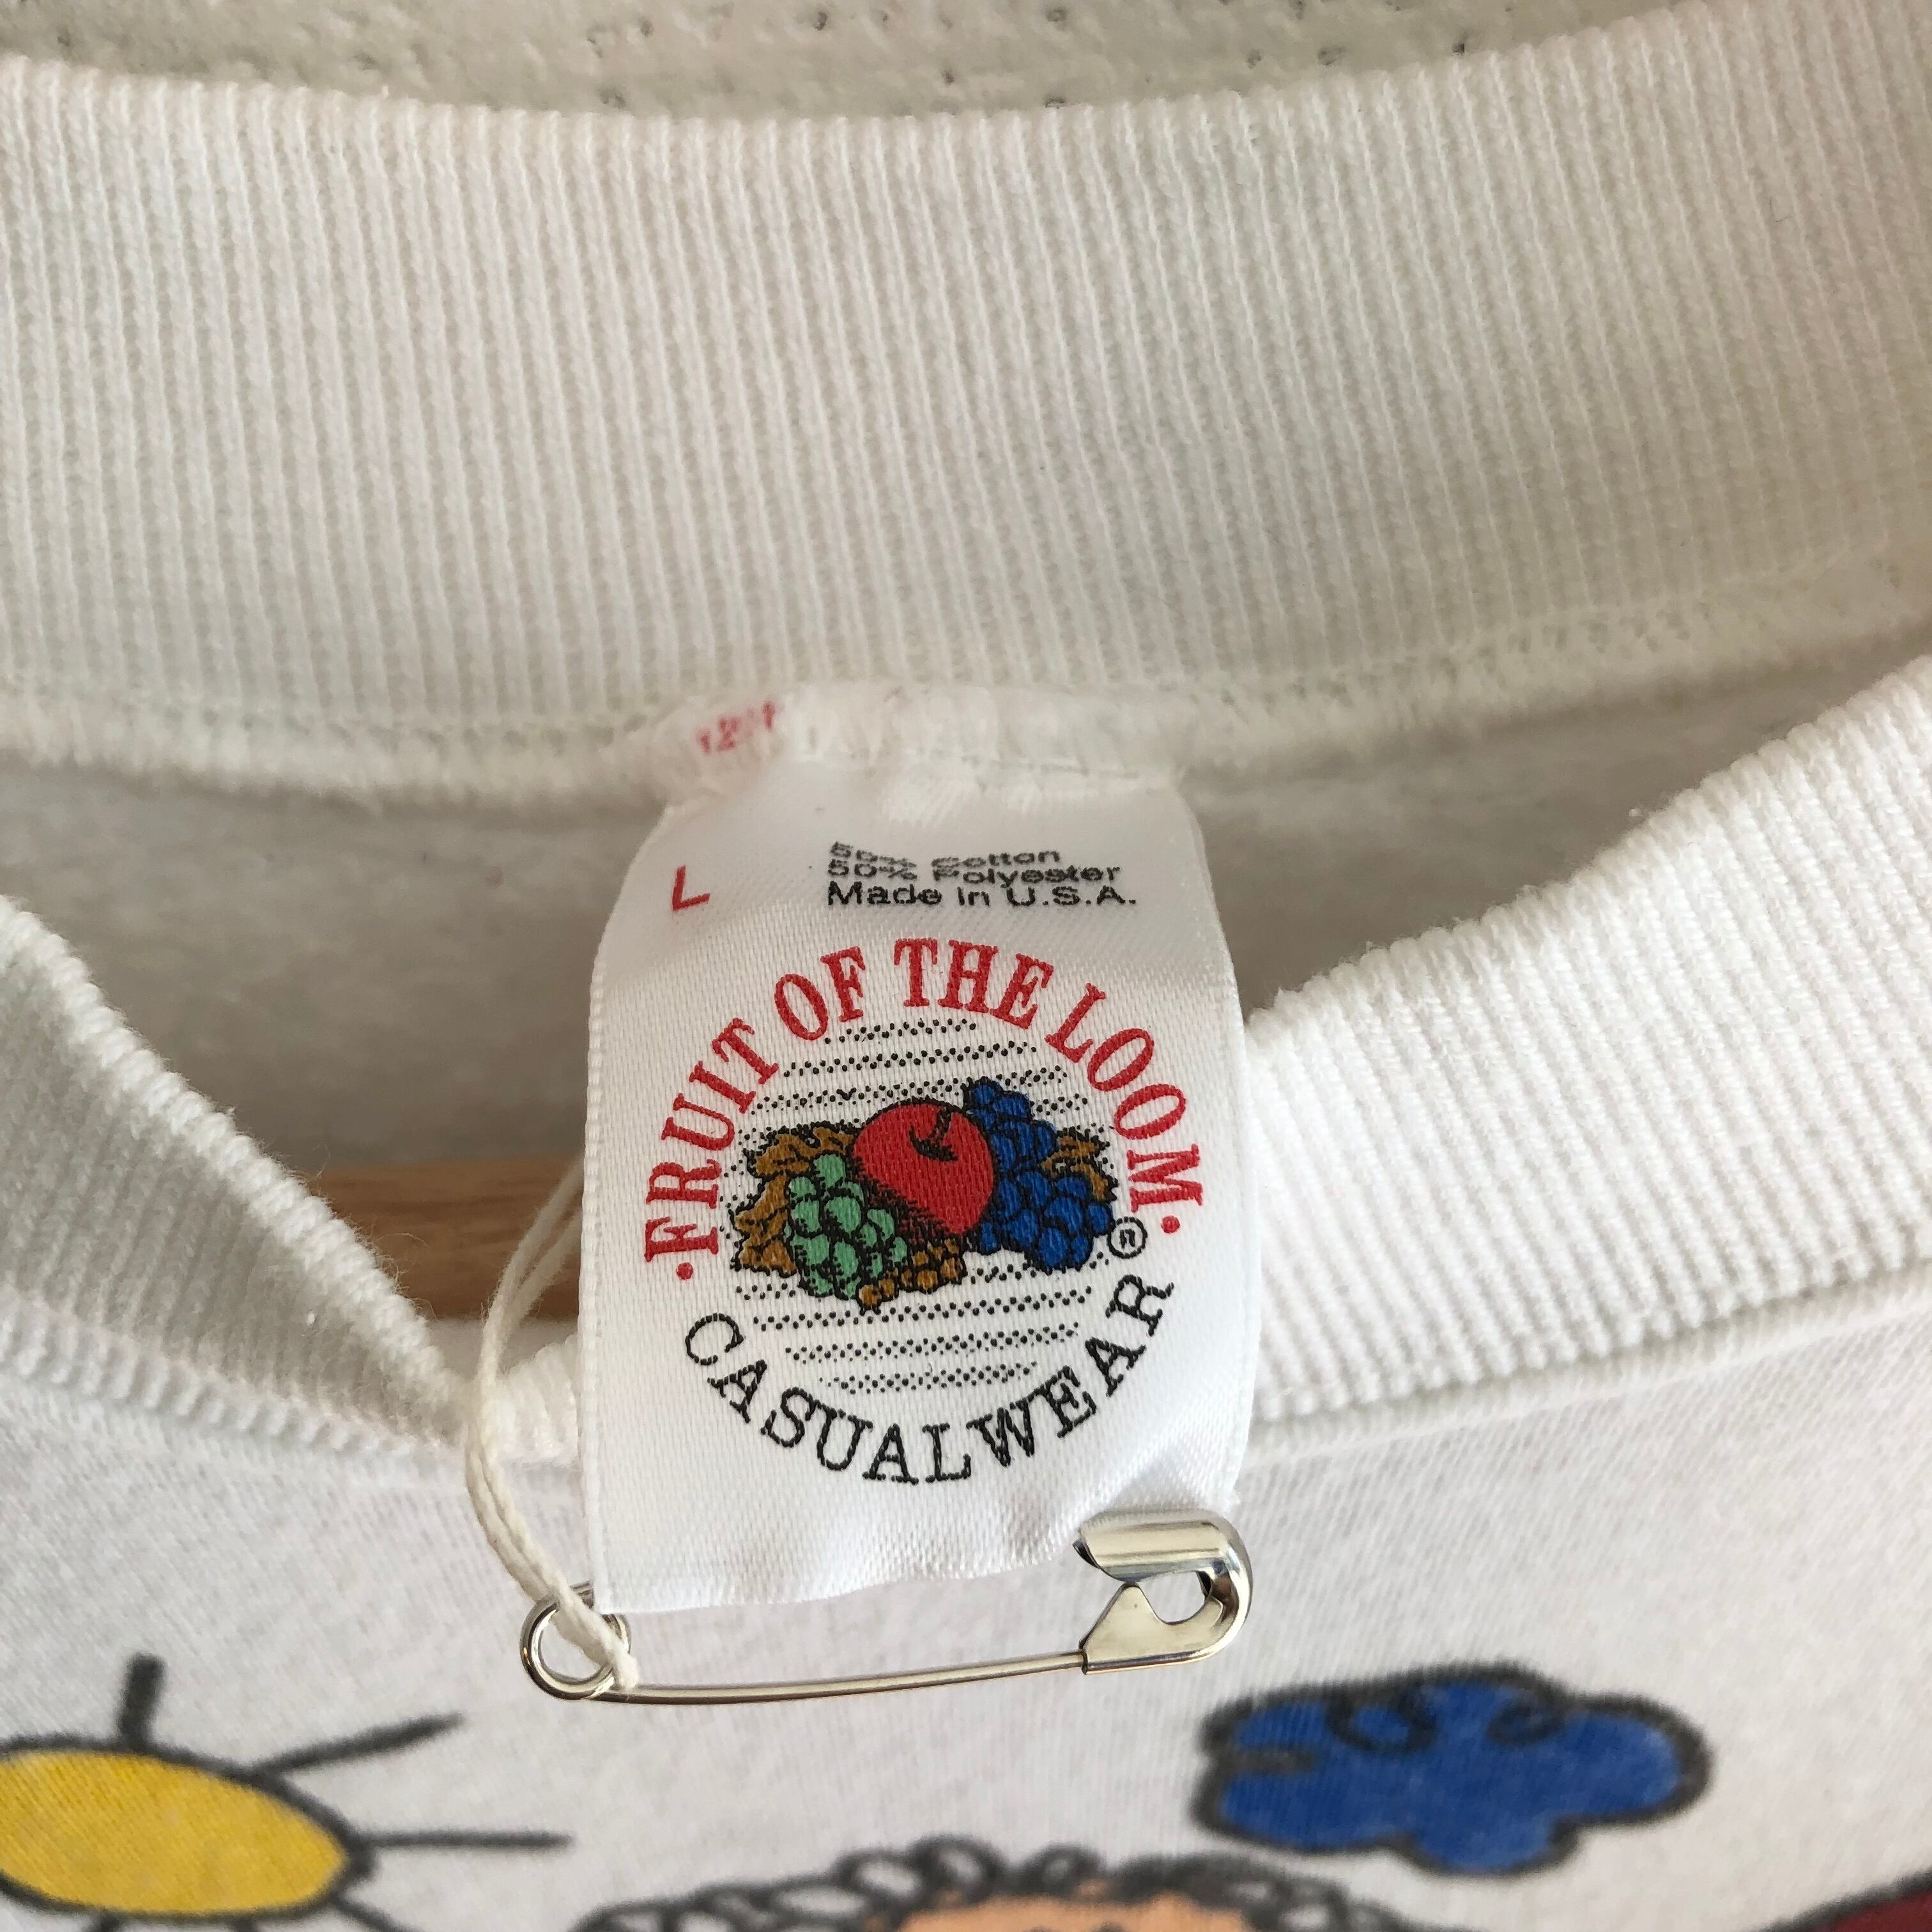 L
50% Cotton
50% Polyester
Made in U.S.A.
·FRUIT OF THE LOOM·
®
CASUALWEAR